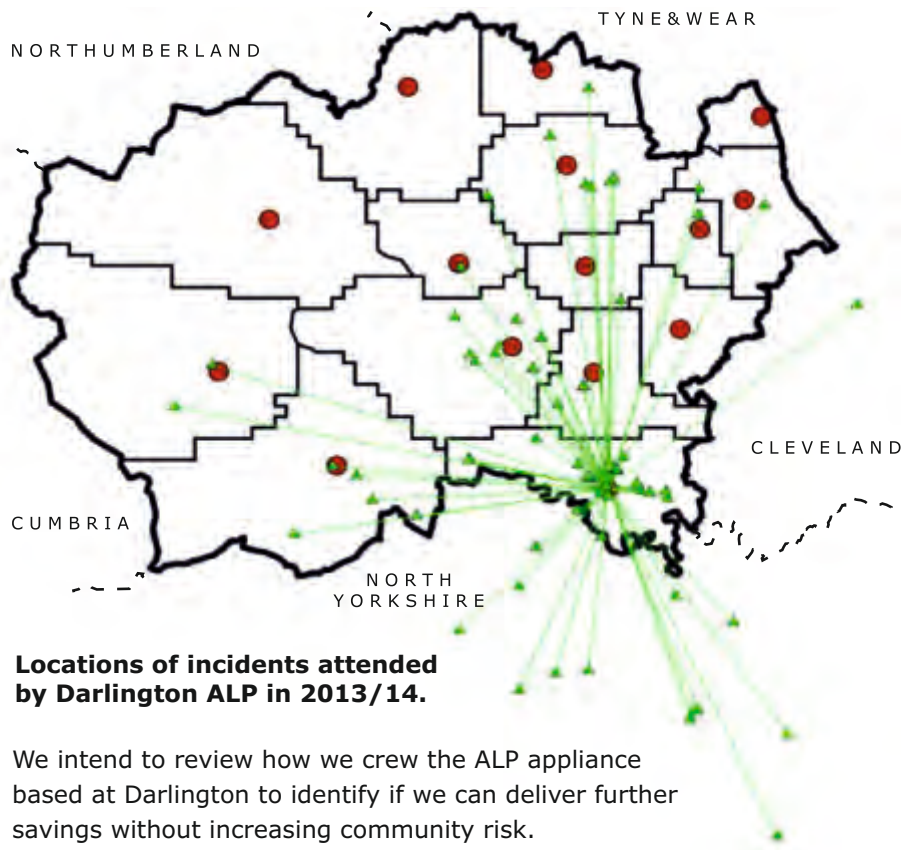 TYNE&WEAR
NORTHUMBERLAND
CLEVELAND
CUMBRIA
NORTH
YORKSHIRE
Locations of incidents attended
by Darlington ALP in 2013/14.
We intend to review how we crew the ALP appliance
based at Darlington to identify if we can deliver further
savings without increasing community risk.